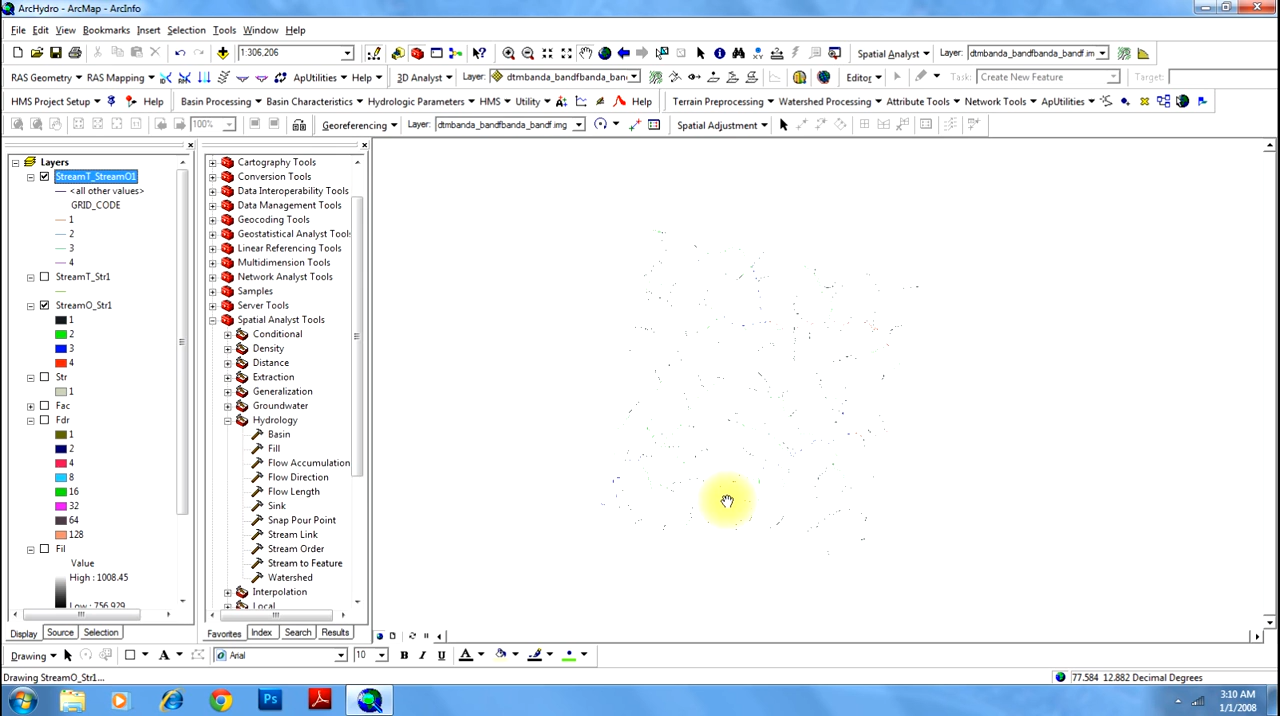 ArcHydro - ArcMap - ArcInfo
File Edit View Bookmarks Insert Selection Tools Window Help
1:306,206 Spatial Analyst Layer: dtmbanda_bandfbanda_bandf.im
RAS Geometry RAS Mapping ApUtilities Help 3D Analyst Layer: dtmbanda_bandfbanda_banc Editor Task: Create New Feature Target:
HMS Project Setup Help Basin Processing Basin Characteristics Hydrologic Parameters HMS Utility Help Terrain Preprocessing Watershed Processing Attribute Tools Network Tools ApUtilities
100% Georeferencing Layer: dtmbanda_bandfbanda_bandf.img Spatial Adjustment
Layers
StreamT_StreamO1
<all other values>
GRID_CODE
1
2
3
4
StreamT_Str1
StreamO_Str1
1
2
3
4
Str
1
Fac
Fdr
1
2
4
8
16
32
64
128
Fil
Value
High : 1008.45
Low : 756.929
Display Source Selection
Cartography Tools
Conversion Tools
Data Interoperability Tools
Data Management Tools
Geocoding Tools
Geostatistical Analyst Tools
Linear Referencing Tools
Multidimension Tools
Network Analyst Tools
Samples
Server Tools
Spatial Analyst Tools
Conditional
Density
Distance
Extraction
Generalization
Groundwater
Hydrology
Basin
Fill
Flow Accumulation
Flow Direction
Flow Length
Sink
Snap Pour Point
Stream Link
Stream Order
Stream to Feature
Watershed
Interpolation
Local
Favorites Index Search Results
Drawing A Arial 10 B I U A
Drawing StreamO_Str1... 77.584 12.882 Decimal Degrees
Ps 3:10 AM
1/1/2008